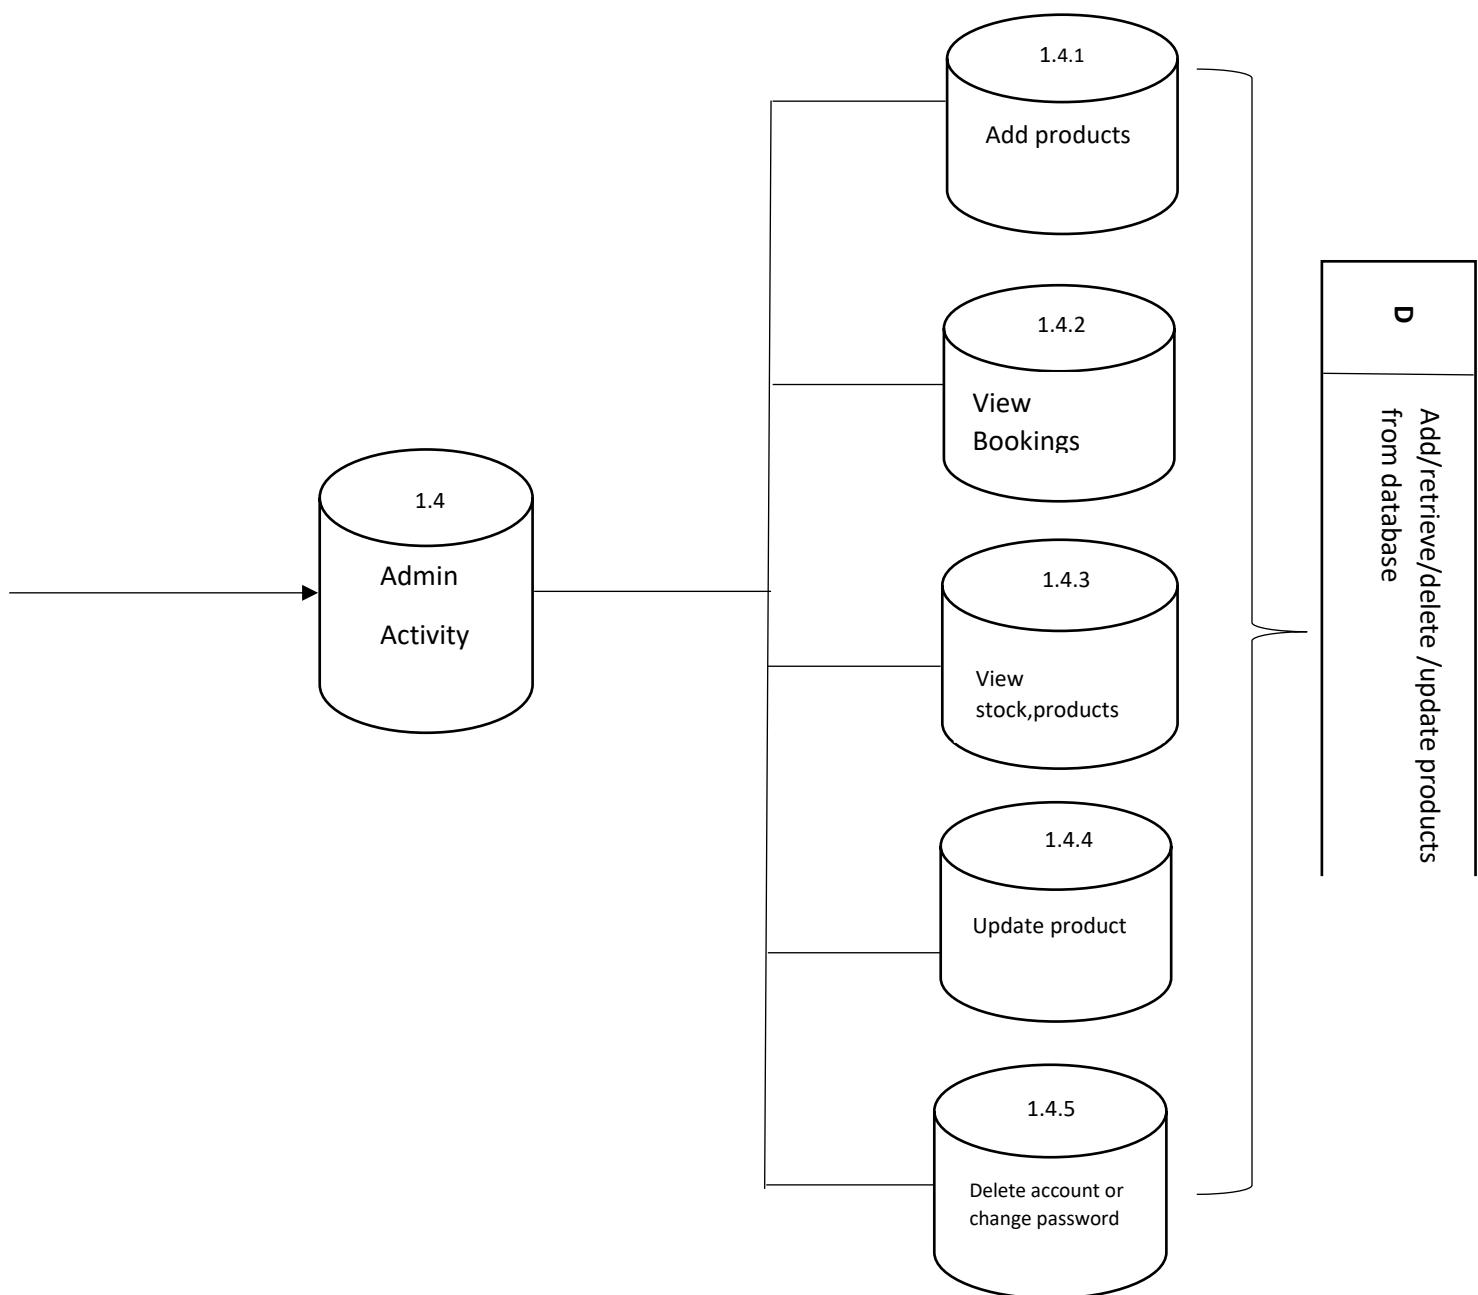 1.4.1
Add products
1.4.2
View
Bookings
1.4
Admin
Activity
1.4.3
View
stock,products
1.4.4
Update product
1.4.5
Delete account or
change password
D
Add/retrieve/delete /update products
from database